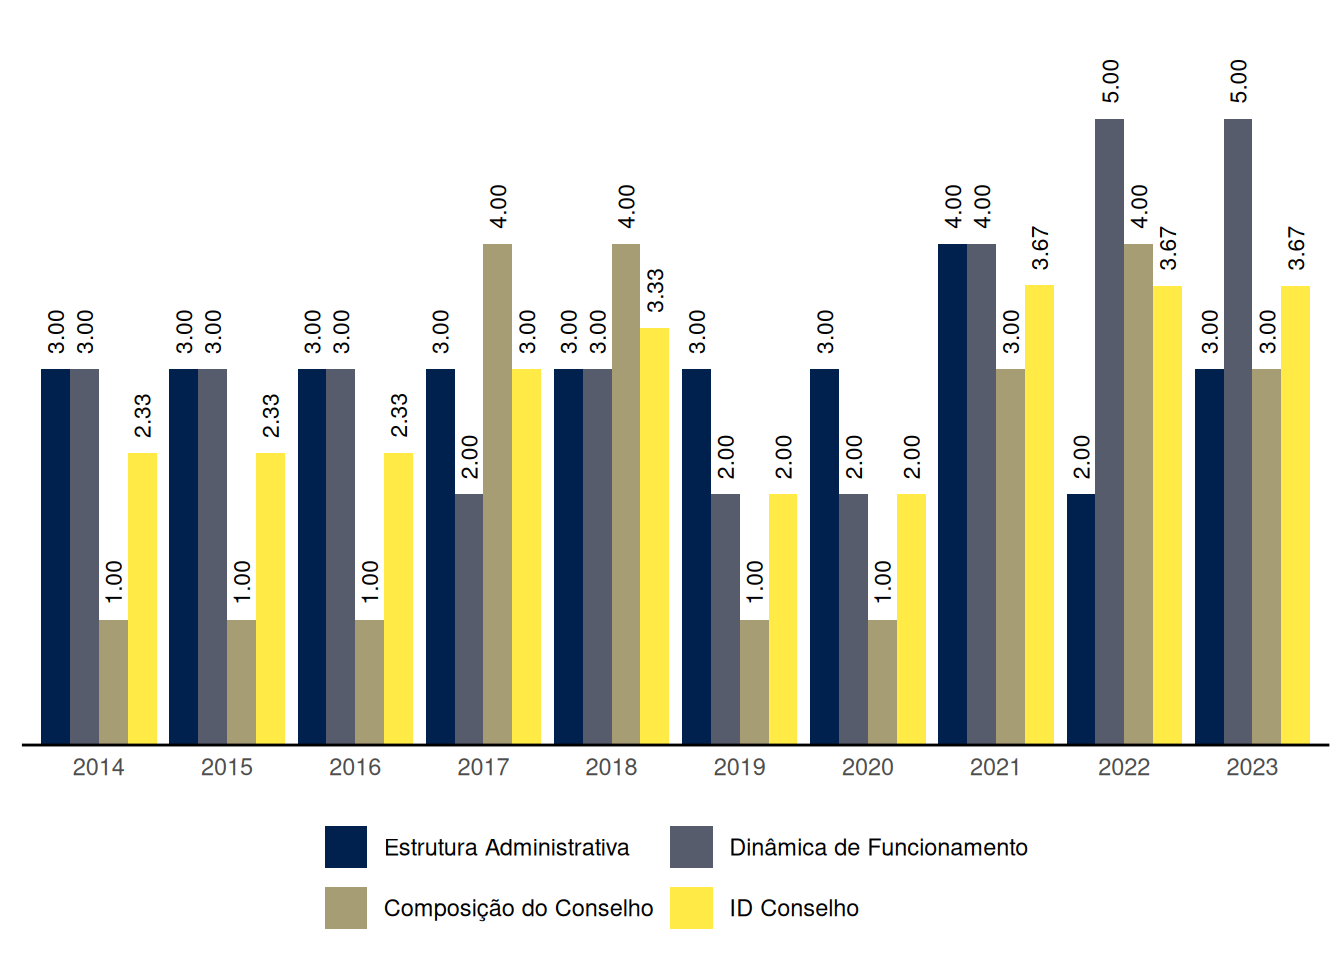 3.00 3.00 1.00 2.33
3.00 3.00 1.00 2.33
3.00 3.00 1.00 2.33
3.00 2.00 4.00 3.00
3.00 3.00 4.00 3.33
3.00 2.00 1.00 2.00
3.00 2.00 1.00 2.00
4.00 4.00 3.00 3.67
2.00 5.00 4.00 3.67
3.00 5.00 3.00 3.67
2014 2015 2016 2017 2018 2019 2020 2021 2022 2023
Estrutura Administrativa Dinâmica de Funcionamento
Composição do Conselho ID Conselho